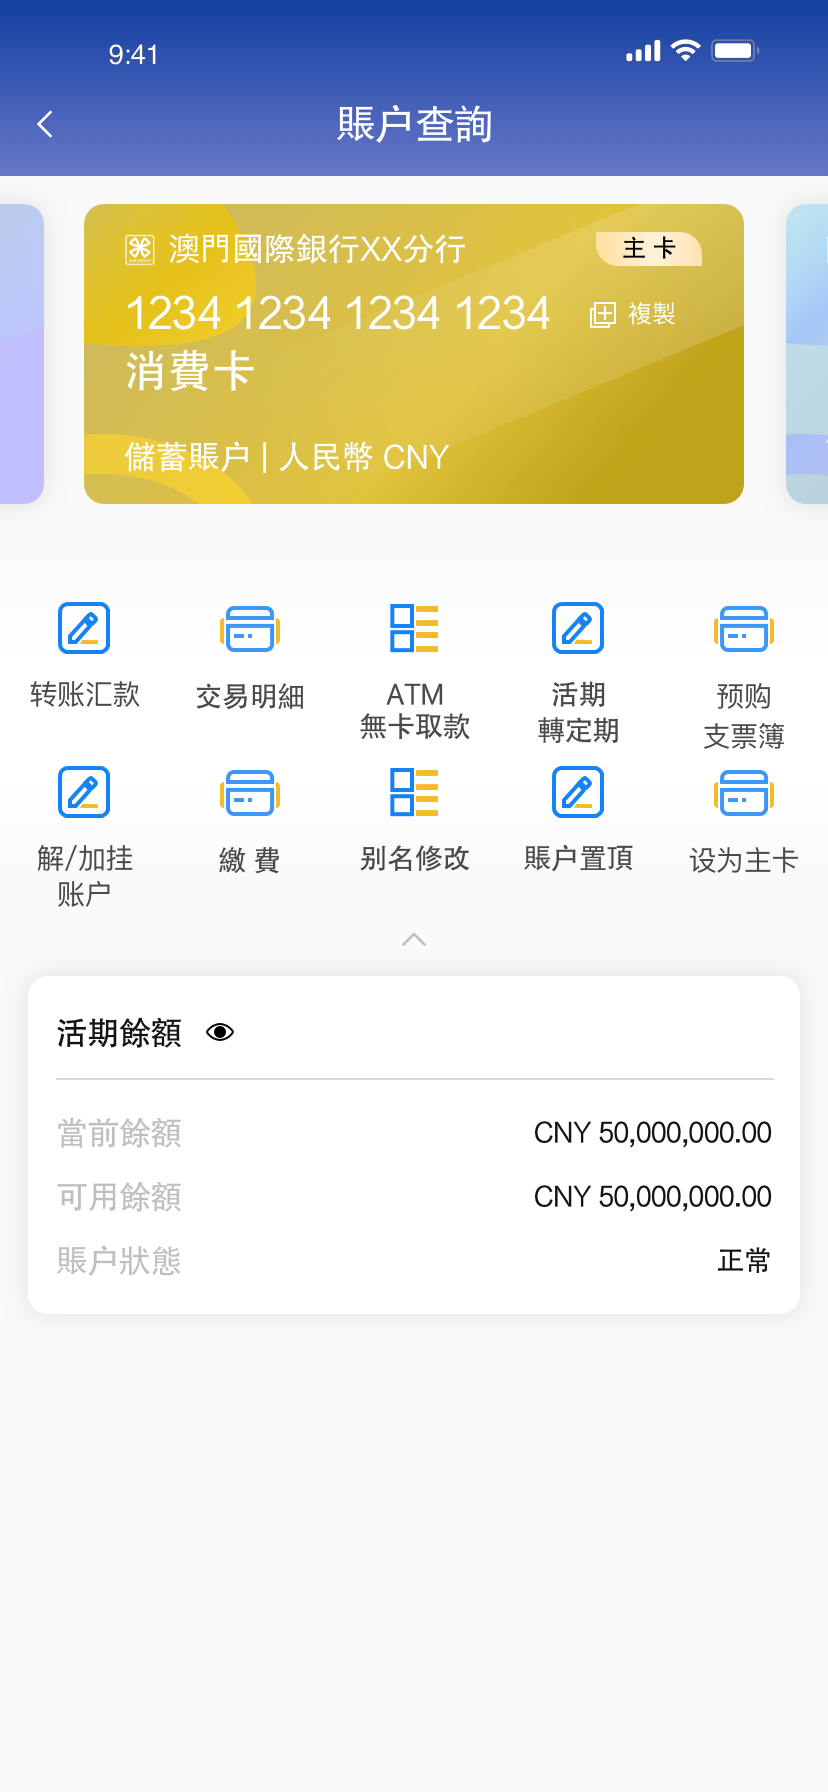 9:41
賬户查詢
澳門國際銀行XX分行
主 卡
1234 1234 1234 1234
複製
消費卡
儲蓄賬户 | 人民幣 CNY
转账汇款
交易明細
ATM
無卡取款
活期
轉定期
预购
支票簿
解/加挂
账户
繳 費
别名修改
賬户置頂
设为主卡
活期餘額
當前餘額
CNY 50,000,000.00
可用餘額
CNY 50,000,000.00
賬户狀態
正常